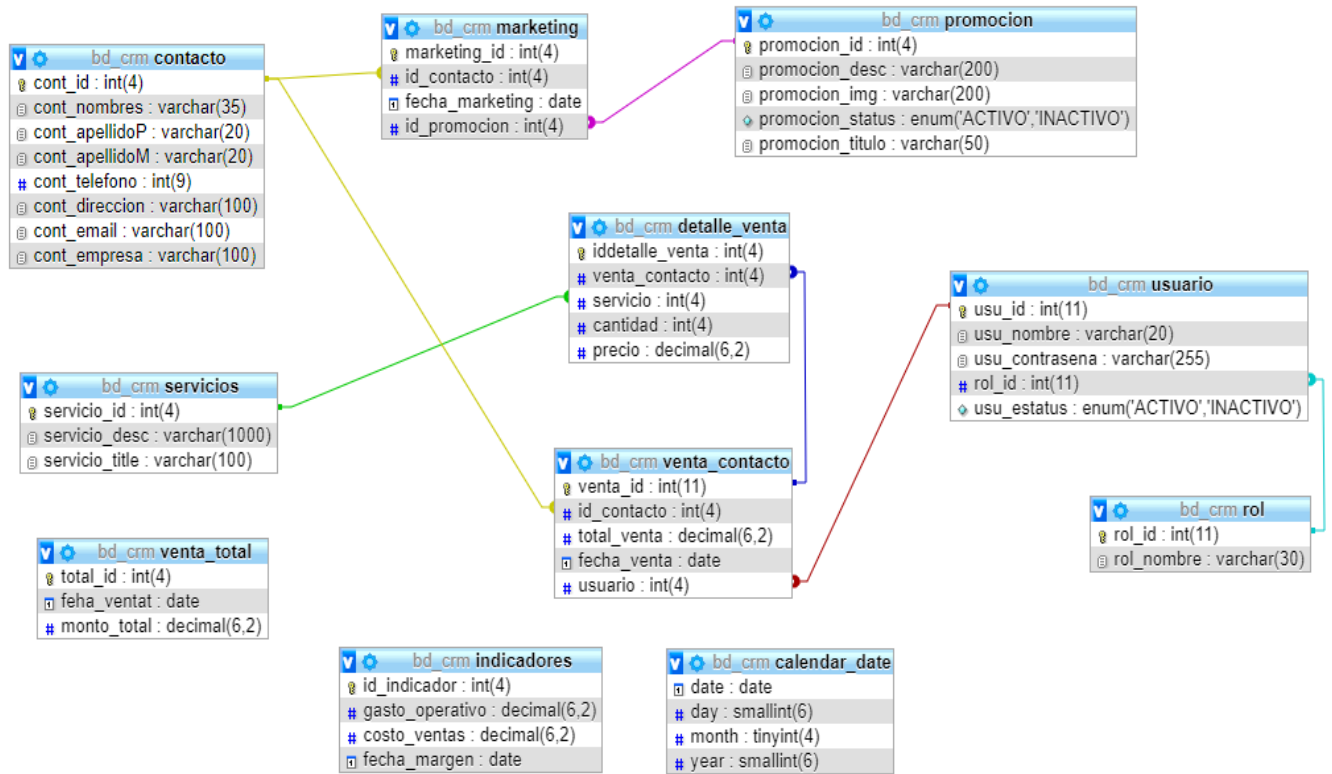 bd_crm contacto
cont_id : int(4)
cont_nombres : varchar(35)
cont_apellidoP : varchar(20)
cont_apellidoM : varchar(20)
cont_telefono : int(9)
cont_direccion : varchar(100)
cont_email : varchar(100)
cont_empresa : varchar(100)
bd_crm marketing
marketing_id : int(4)
id_contacto : int(4)
fecha_marketing : date
id_promocion : int(4)
bd_crm promocion
promocion_id : int(4)
promocion_desc : varchar(200)
promocion_img : varchar(200)
promocion_status : enum('ACTIVO','INACTIVO')
promocion_titulo : varchar(50)
bd_crm detalle_venta
iddetalle_venta : int(4)
venta_contacto : int(4)
servicio : int(4)
cantidad : int(4)
precio : decimal(6,2)
bd_crm usuario
usu_id : int(11)
usu_nombre : varchar(20)
usu_contrasena : varchar(255)
rol_id : int(11)
usu_estatus : enum('ACTIVO','INACTIVO')
bd_crm servicios
servicio_id : int(4)
servicio_desc : varchar(1000)
servicio_title : varchar(100)
bd_crm venta_contacto
venta_id : int(11)
id_contacto : int(4)
total_venta : decimal(6,2)
fecha_venta : date
usuario : int(4)
bd_crm rol
rol_id : int(11)
rol_nombre : varchar(30)
bd_crm venta_total
total_id : int(4)
feha_ventat : date
monto_total : decimal(6,2)
bd_crm indicadores
id_indicador : int(4)
gasto_operativo : decimal(6,2)
costo_ventas : decimal(6,2)
fecha_margen : date
bd_crm calendar_date
date : date
day : smallint(6)
month : tinyint(4)
year : smallint(6)